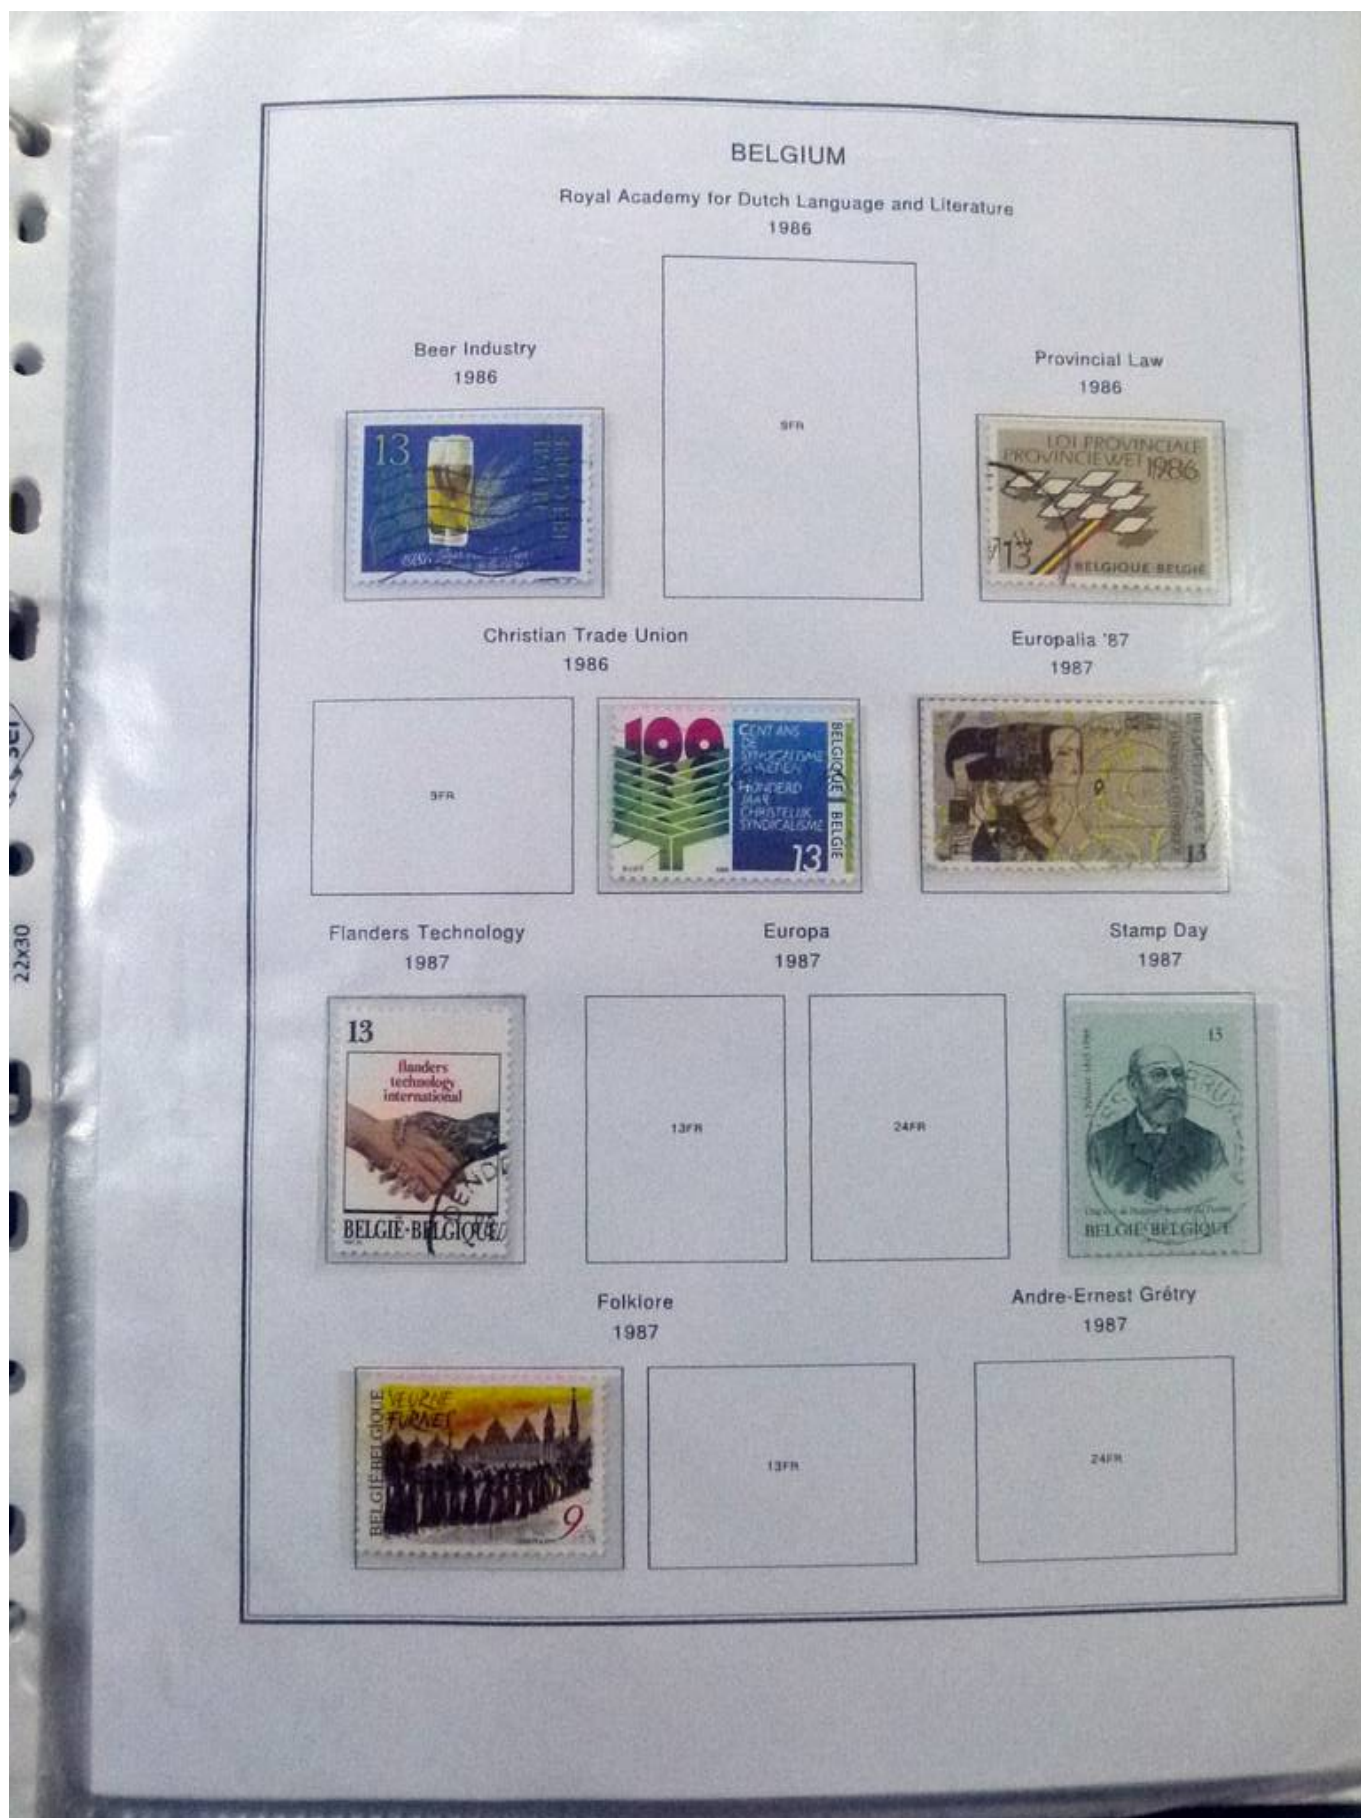 BELGIUM
Royal Academy for Dutch Language and Literature
1986
9FR
Beer Industry
1986
13
BELGIË
BELGIQUE
Provincial Law
1986
LOI PROVINCIALE
PROVINCIEWET 1986
13
BELGIQUE·BELGIË
Christian Trade Union
1986
9FR
100
CENT ANS
DE
SYNDICALISME
CHRETIEN
HONDERD
JAAR
CHRISTELIJK
SYNDICALISME
13
BELGIQUE BELGIE
Europalia '87
1987
13
Flanders Technology
1987
13
flanders
technology
international
BELGIË·BELGIQUE
Europa
1987
13FR
24FR
Stamp Day
1987
13
BELGIË·BELGIQUE
Folklore
1987
VEURNE
FURNES
BELGIË·BELGIQUE
9
13FR
Andre-Ernest Grétry
1987
24FR
22x30